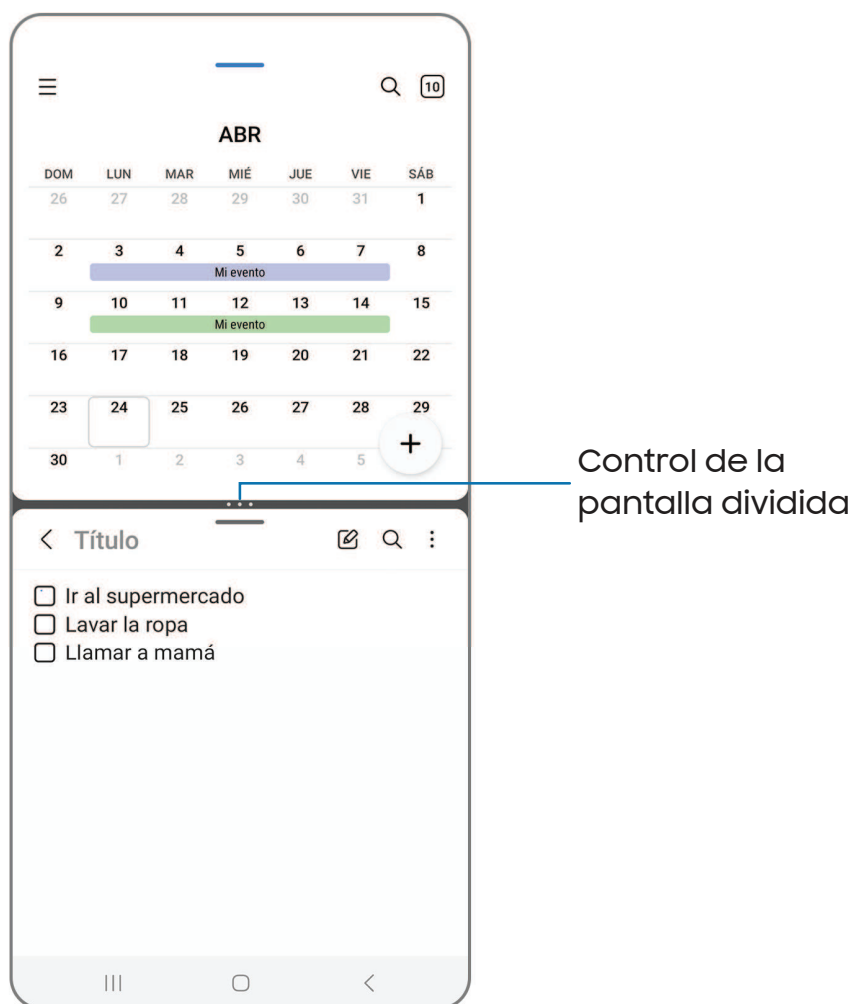 10
ABR
DOM LUN MAR MIÉ JUE VIE SÁB
26 27 28 29 30 31 1
2 3 4 5 6 7 8
Mi evento
9 10 11 12 13 14 15
Mi evento
16 17 18 19 20 21 22
23 24 25 26 27 28 29
30 1 2 3 4 5
Control de la
pantalla dividida
Título
Ir al supermercado
Lavar la ropa
Llamar a mamá